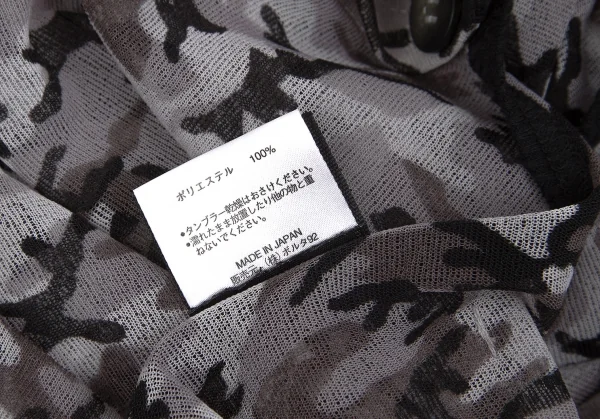 ポリエステル 100%
●タンブラー乾燥はおさけください。
●濡れたまま放置したり他の物と重
ねないでください。
MADE IN JAPAN
販売元 (株)ボルタ92